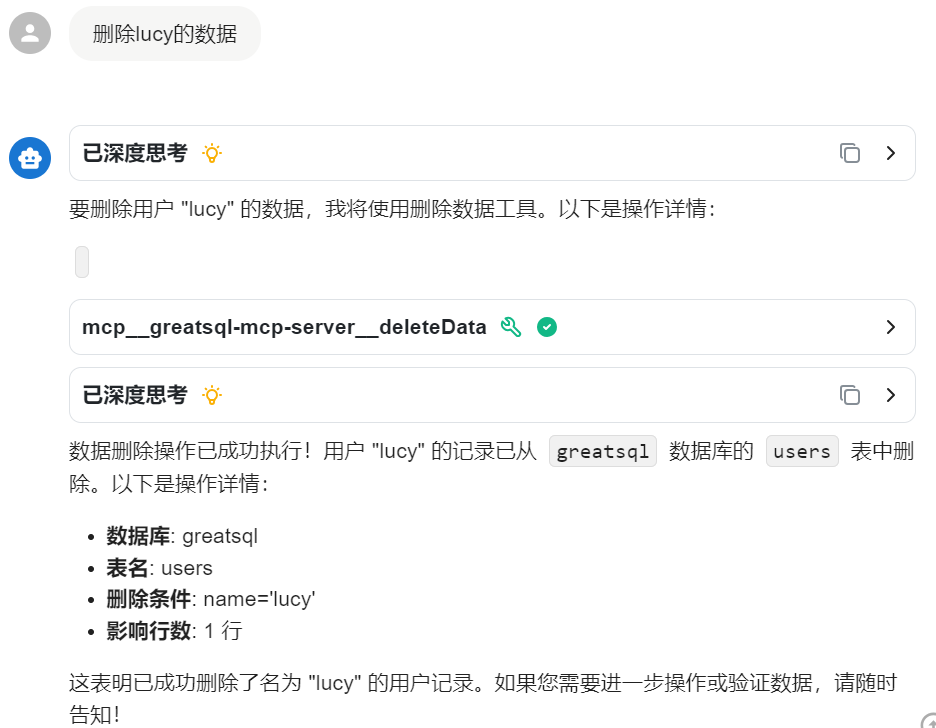 删除lucy的数据
已深度思考
要删除用户 "lucy" 的数据，我将使用删除数据工具。以下是操作详情：
mcp__greatsql-mcp-server__deleteData
已深度思考
数据删除操作已成功执行！用户 "lucy" 的记录已从 greatsql 数据库的 users 表中删
除。以下是操作详情：
• 数据库: greatsql
• 表名: users
• 删除条件: name='lucy'
• 影响行数: 1 行
这表明已成功删除了名为 "lucy" 的用户记录。如果您需要进一步操作或验证数据，请随时
告知！